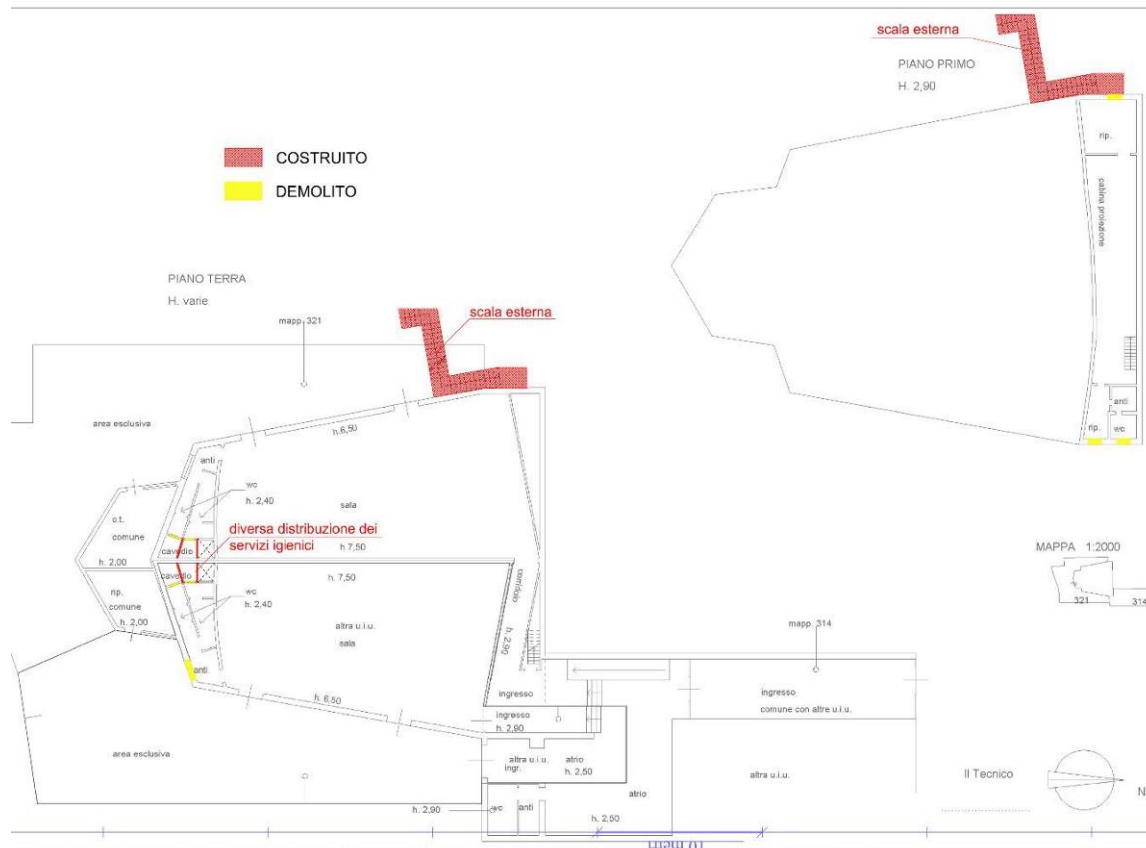 scala esterna
PIANO PRIMO
H. 2,90
rip.
cabina proiezione
anti
rip.
wc
COSTRUITO
DEMOLITO
PIANO TERRA
H. varie
mapp. 321
scala esterna
area esclusiva
h.6,50
anti
wc
h. 2,40
sala
c.t.
comune
diversa distribuzione dei
servizi igienici
cavedio
h.7,50
h. 2,00
cavedio
h. 7,50
corridoio
h. 2,90
rip.
comune
h. 2,00
wc
h. 2,40
altra u.i.u.
sala
anti
h. 6,50
MAPPA 1:2000
321
314
mapp. 314
ingresso
ingresso
h. 2,90
ingresso
comune con altre u.i.u.
area esclusiva
altra u.i.u.
ingr.
atrio
h. 2,50
altra u.i.u.
Il Tecnico
N
h. 2,90
wc
anti
atrio
h. 2,50
10 metri